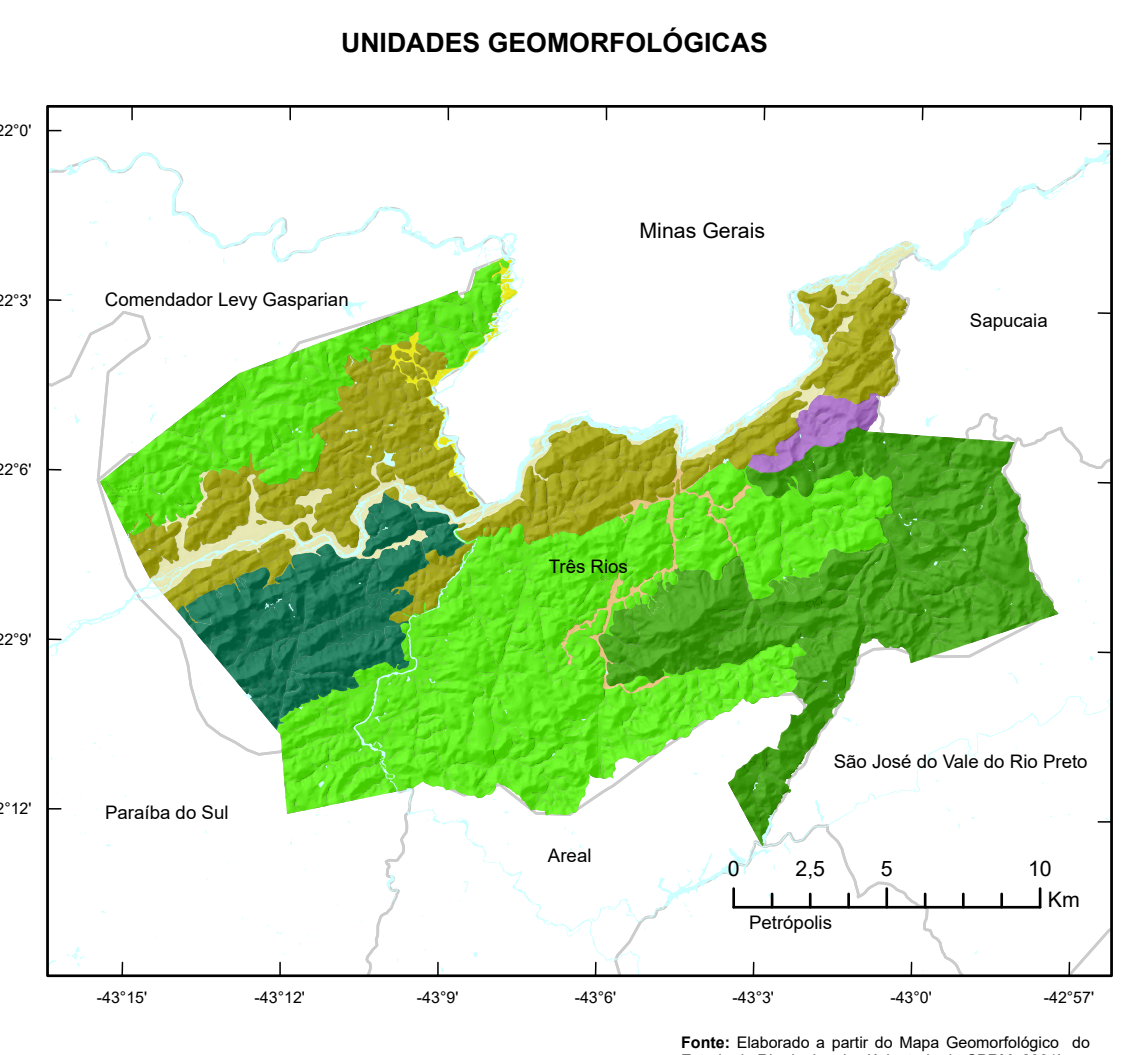 UNIDADES GEOMORFOLÓGICAS
22°0'
Minas Gerais
Comendador Levy Gasparian
22°3'
Sapucaia
22°6'
Três Rios
22°9'
São José do Vale do Rio Preto
22°12'
Paraíba do Sul
Areal
0 2,5 5 10
Km
Petrópolis
-43°15' -43°12' -43°9' -43°6' -43°3' -43°0' -42°57'
Fonte: Elaborado a partir do Mapa Geomorfológico do